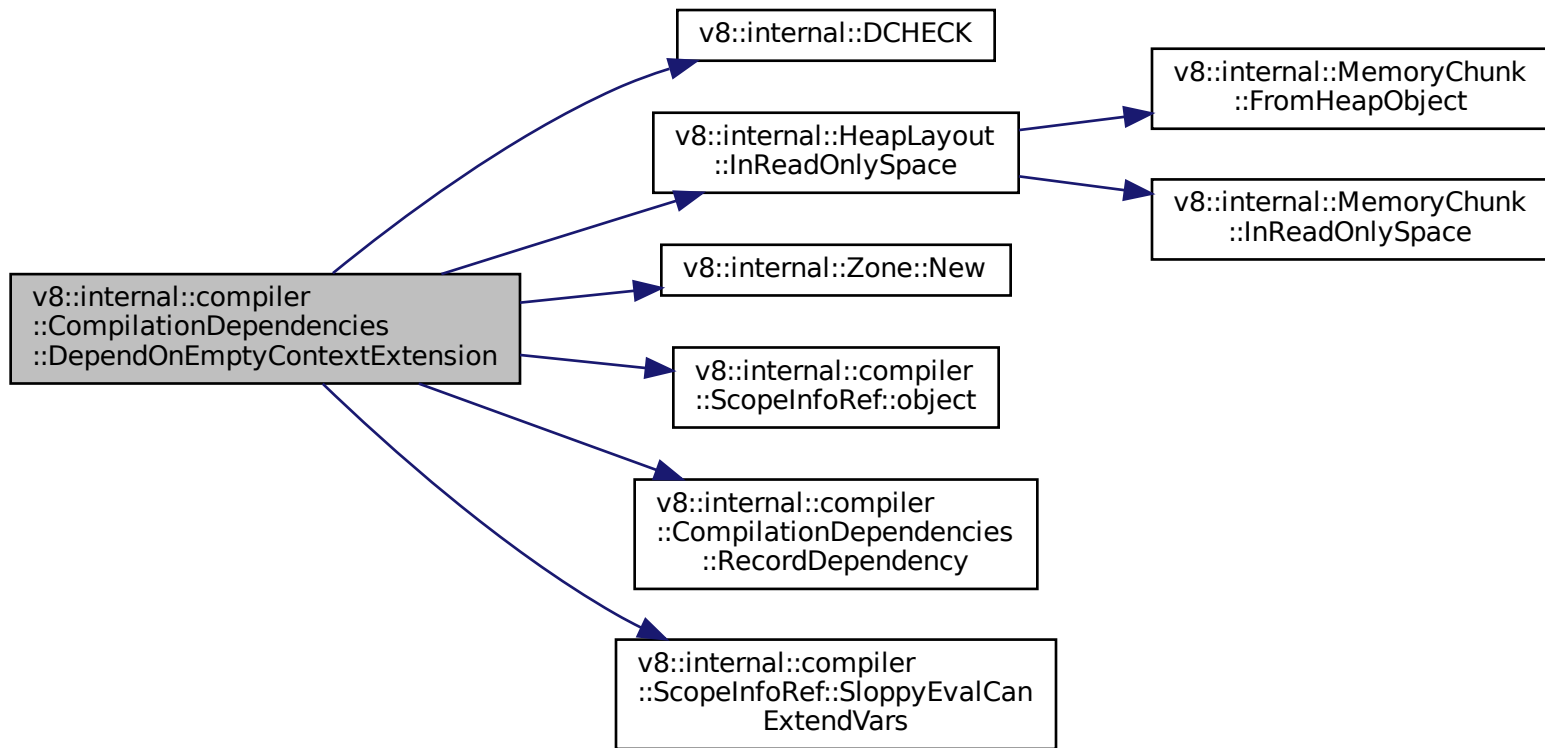 v8::internal::compiler
::CompilationDependencies
::DependOnEmptyContextExtension
v8::internal::DCHECK
v8::internal::HeapLayout
::InReadOnlySpace
v8::internal::MemoryChunk
::FromHeapObject
v8::internal::MemoryChunk
::InReadOnlySpace
v8::internal::Zone::New
v8::internal::compiler
::ScopeInfoRef::object
v8::internal::compiler
::CompilationDependencies
::RecordDependency
v8::internal::compiler
::ScopeInfoRef::SloppyEvalCan
ExtendVars